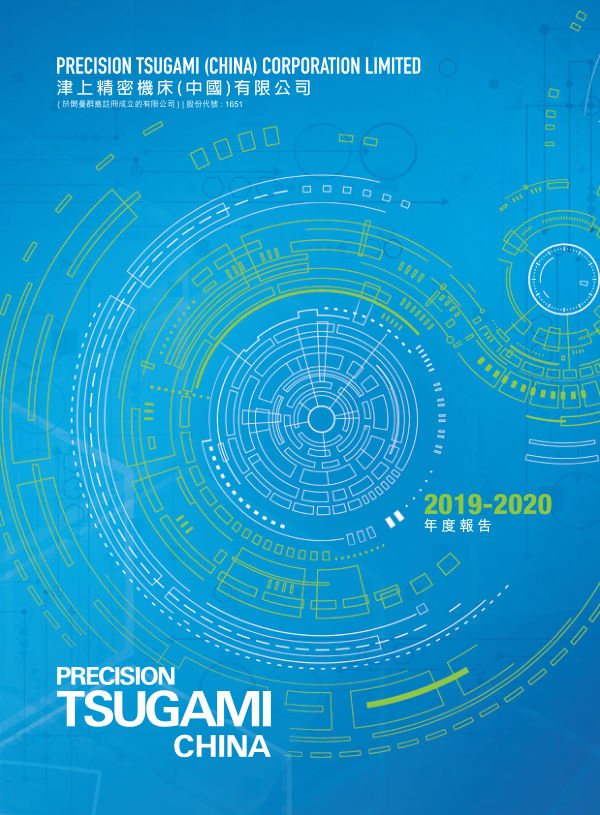 PRECISION TSUGAMI (CHINA) CORPORATION LIMITED
津上精密機床(中國)有限公司
(於開曼群島註冊成立的有限公司) | 股份代號 : 1651
2019-2020
年度報告
PRECISION
TSUGAMI
CHINA